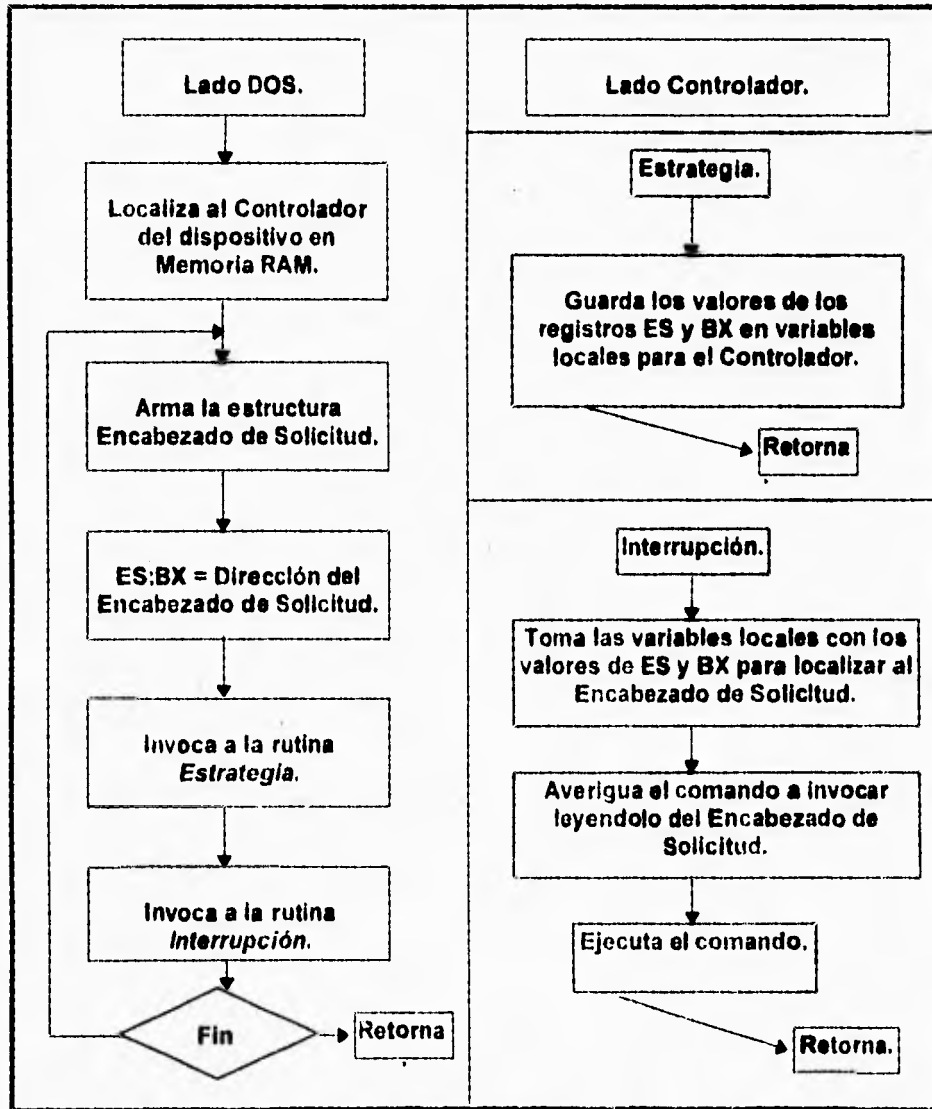 Lado DOS.
Localiza al Controlador
del dispositivo en
Memoria RAM.
Arma la estructura
Encabezado de Solicitud.
ES:BX = Dirección del
Encabezado de Solicitud.
Invoca a la rutina
Estrategia.
Invoca a la rutina
Interrupción.
Fin
Retorna
Lado Controlador.
Estrategia.
Guarda los valores de los
registros ES y BX en variables
locales para el Controlador.
Retorna
Interrupción.
Toma las variables locales con los
valores de ES y BX para localizar al
Encabezado de Solicitud.
Averigua el comando a invocar
leyendolo del Encabezado de
Solicitud.
Ejecuta el comando.
Retorna.